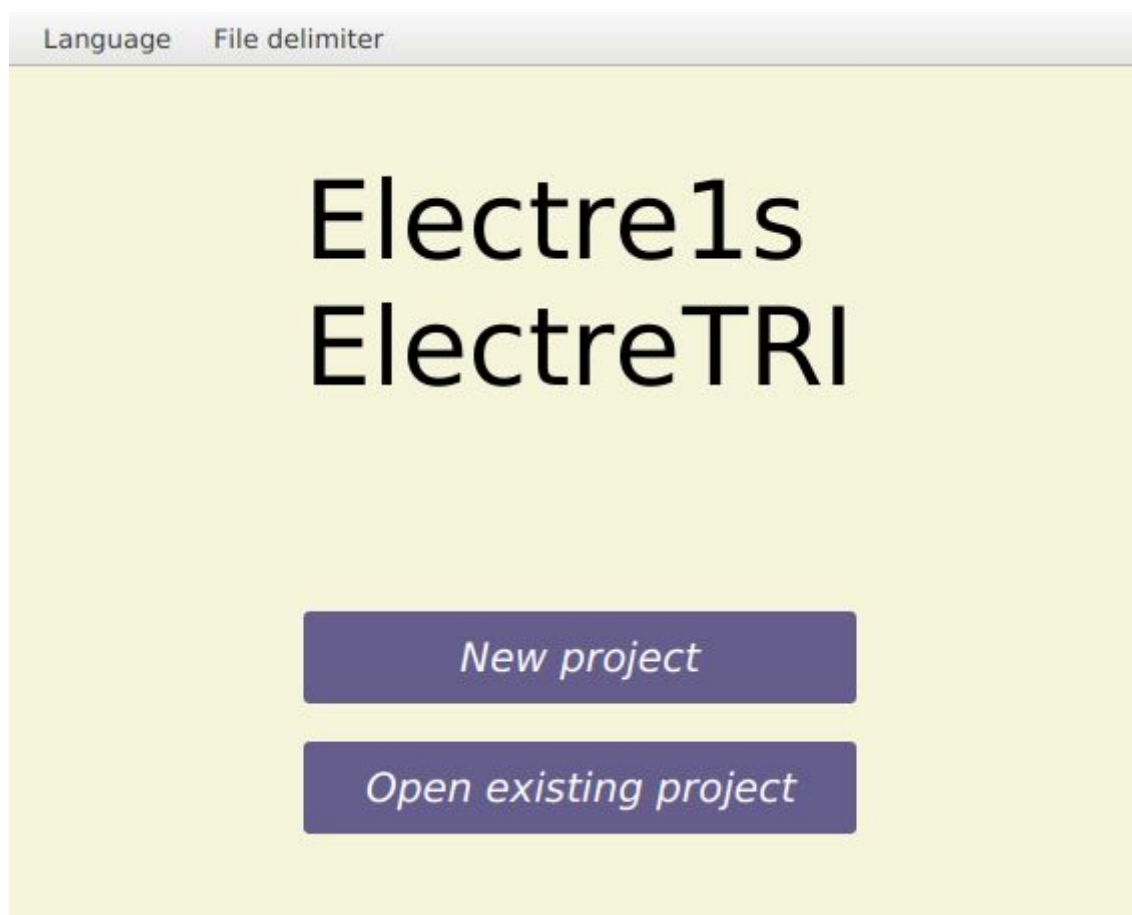 Language File delimiter
Electre1s
ElectreTRI
New project
Open existing project